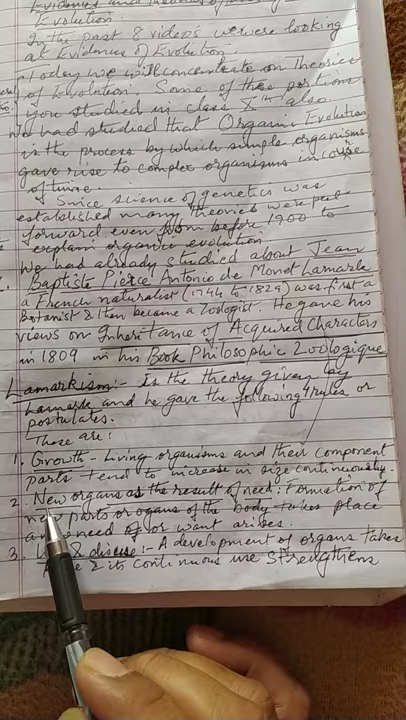 Evidences and
Evolution
In the past 8 videos we were looking
at Evidences of Evolution.
Today we will concentrate on theories
of Evolution. Some of these portions
you studied in class Xth also
We had studied that Organic Evolution
is the process by which simple organisms
gave rise to complex organisms in course
of time.
Since science of genetics was
established many theories were put
forward even from before 1900 to
explain organic evolution
We had already studied about Jean
Baptiste Pierre Antonio de Monet Lamark
a French naturalist (1744 to 1829) was first a
Botanist & then became a Zoologist. He gave his
views on Inheritance of Acquired Characters
in 1809 in his Book Philosophic Zoologique
Lamarkism:- is the theory given by
Lamark and he gave the following 4 rules or
postulates.
These are:
1. Growth - Living organisms and their component
parts tend to increase in size continuously.
2. New organs as the result of need: Formation of
new parts or ogans of the body takes place
need of or want arises.
3. & disuse:- A development of organs takes
& its continuous use strengthens